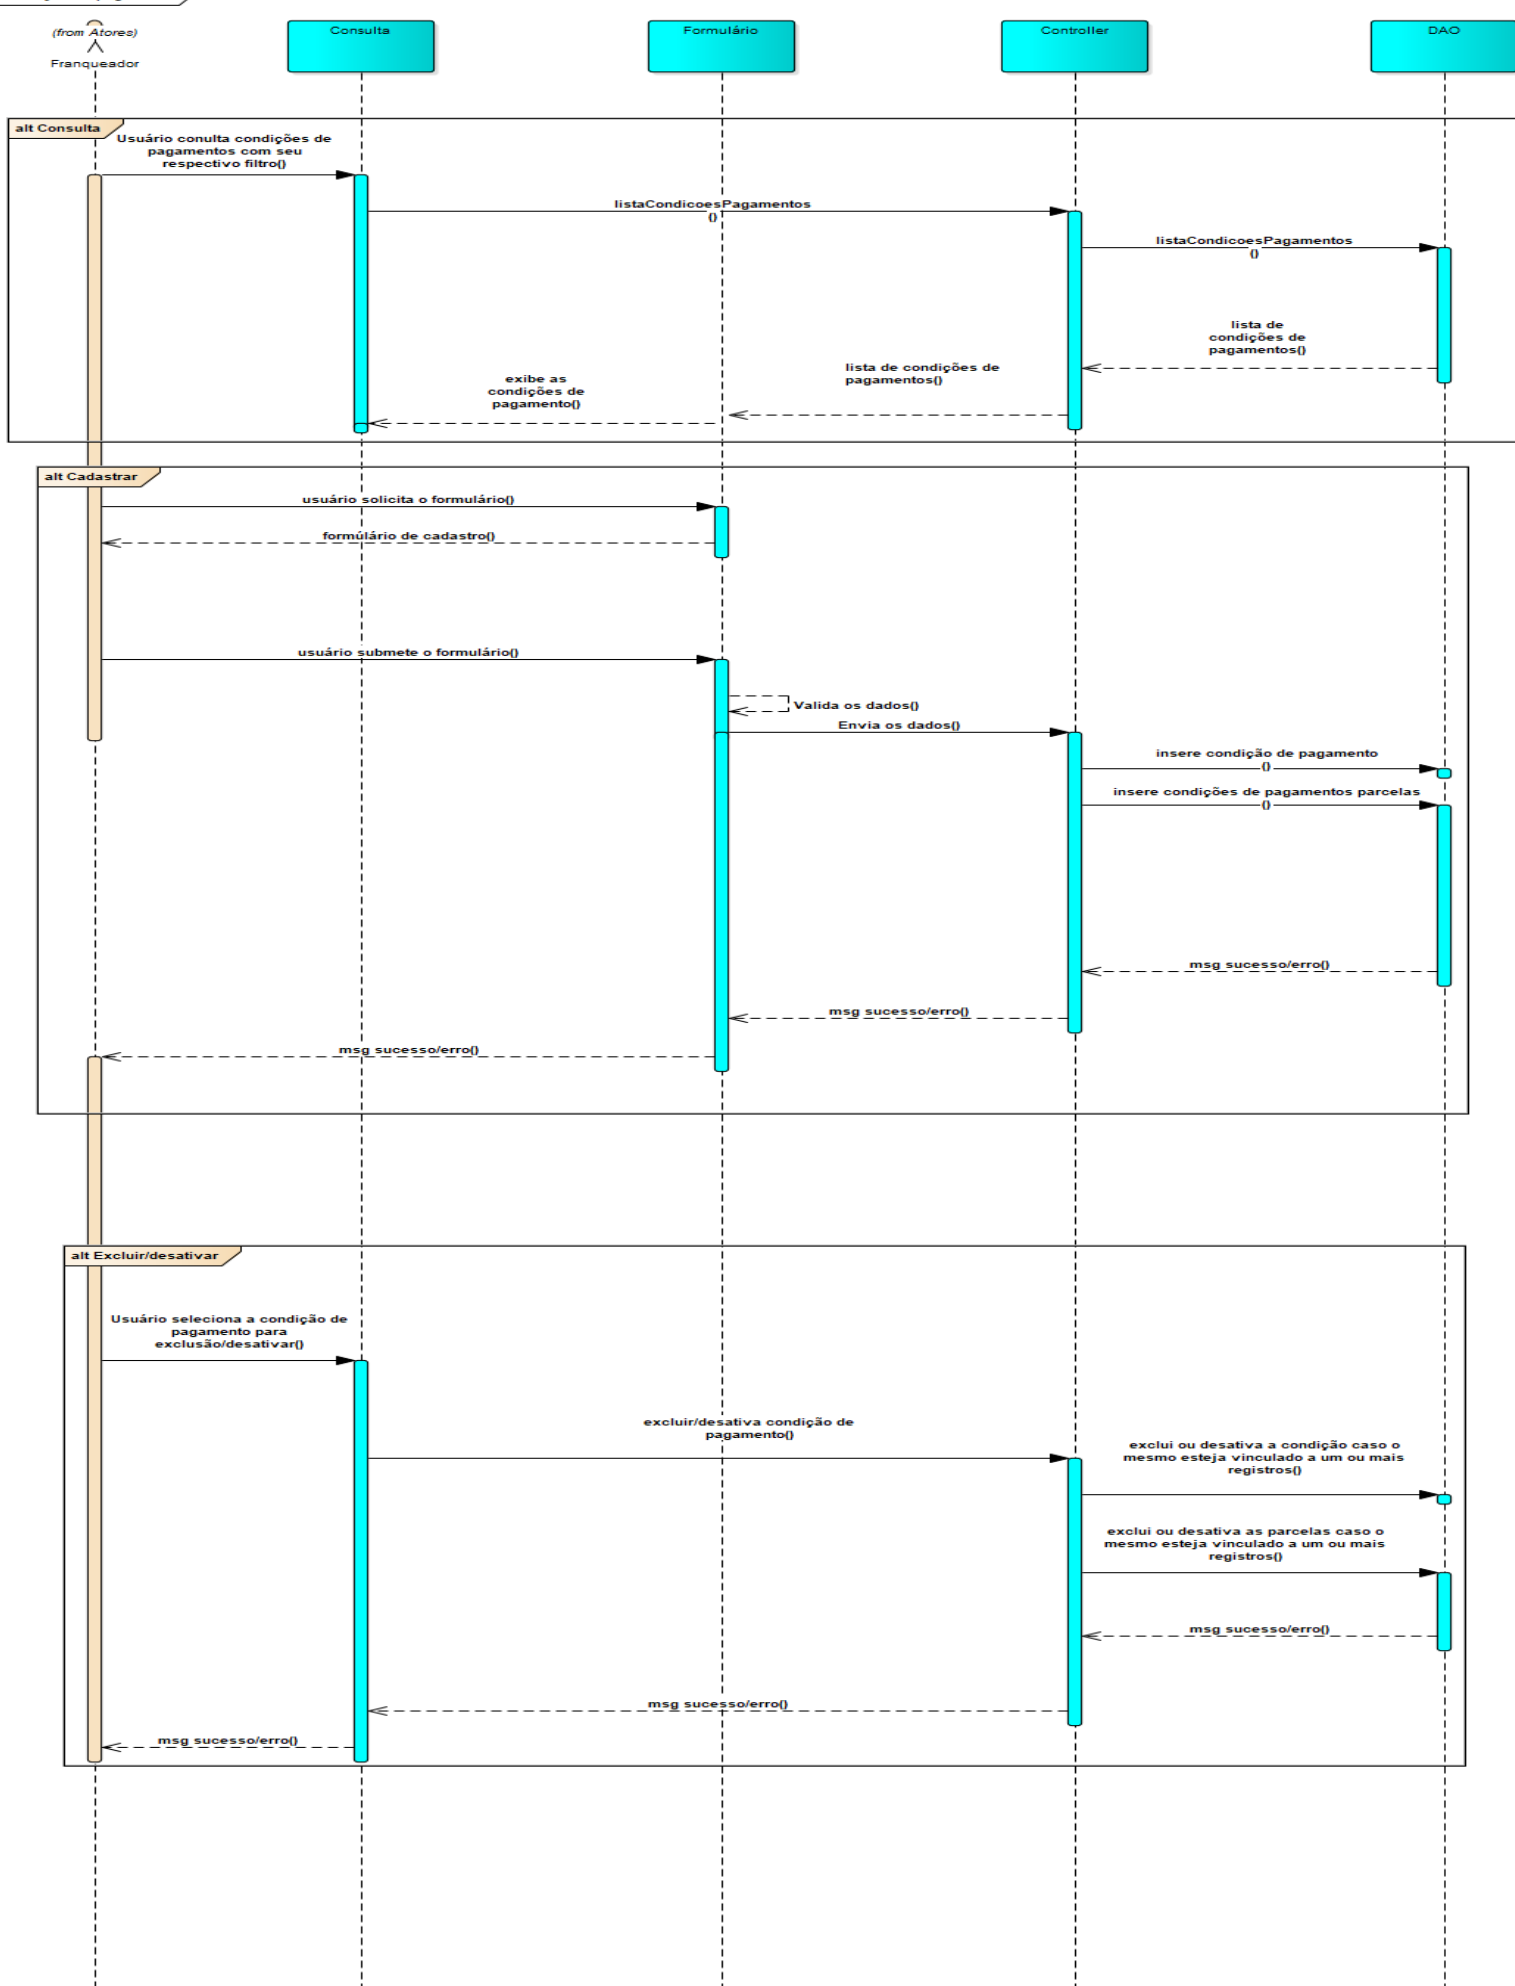 (from Atores)
Franqueador
Consulta
Formulário
Controller
DAO
alt Consulta
Usuário conulta condições de
pagamentos com seu
respectivo filtro()
listaCondicoesPagamentos
()
listaCondicoesPagamentos
()
lista de
condições de
pagamentos()
lista de condições de
pagamentos()
exibe as
condições de
pagamento()
alt Cadastrar
usuário solicita o formulário()
formúlário de cadastro()
usuário submete o formulário()
Valida os dados()
Envia os dados()
insere condição de pagamento
()
insere condições de pagamentos parcelas
()
msg sucesso/erro()
msg sucesso/erro()
msg sucesso/erro()
alt Excluir/desativar
Usuário seleciona a condição de
pagamento para
exclusão/desativar()
excluir/desativa condição de
pagamento()
exclui ou desativa a condição caso o
mesmo esteja vinculado a um ou mais
registros()
exclui ou desativa as parcelas caso o
mesmo esteja vinculado a um ou mais
registros()
msg sucesso/erro()
msg sucesso/erro()
msg sucesso/erro()